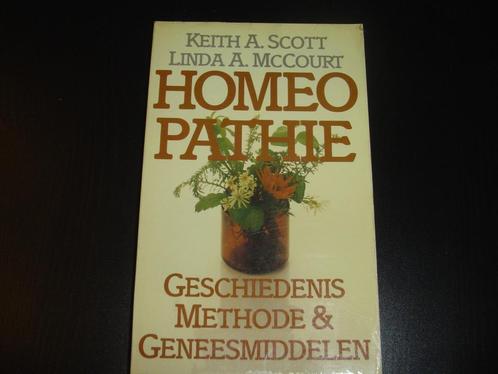 KEITH A. SCOTT
LINDA A. MCCOURT
HOMEO
PATHIE
GESCHIEDENIS
METHODE &
GENEESMIDDELEN